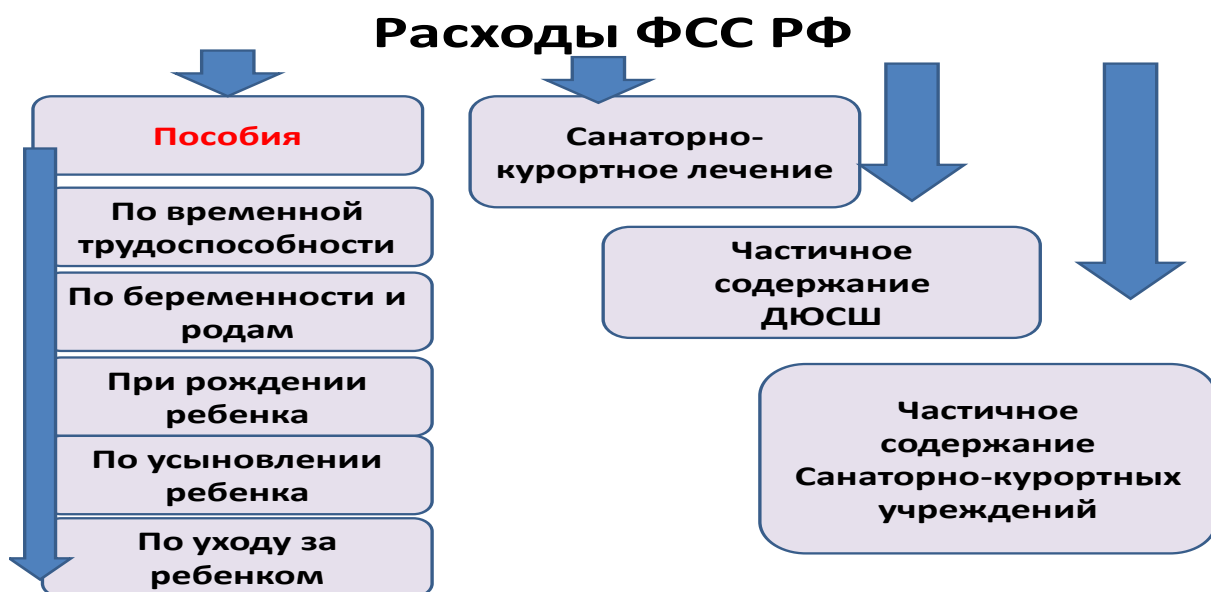 Расходы ФСС РФ
Пособия
По временной
трудоспособности
По беременности и
родам
При рождении
ребенка
По усыновлении
ребенка
По уходу за
ребенком
Санаторно-
курортное лечение
Частичное
содержание
ДЮСШ
Частичное
содержание
Санаторно-курортных
учреждений